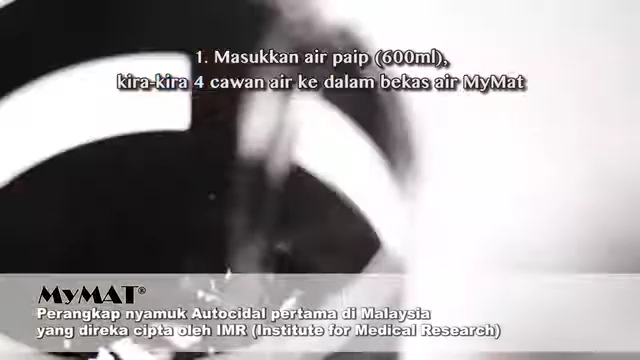 1. Masukkan air paip (600ml),
kira-kira 4 cawan air ke dalam bekas air MyMat
MyMAT®
Perangkap nyamuk Autocidal pertama di Malaysia
yang direka cipta oleh IMR (Institute for Medical Research)